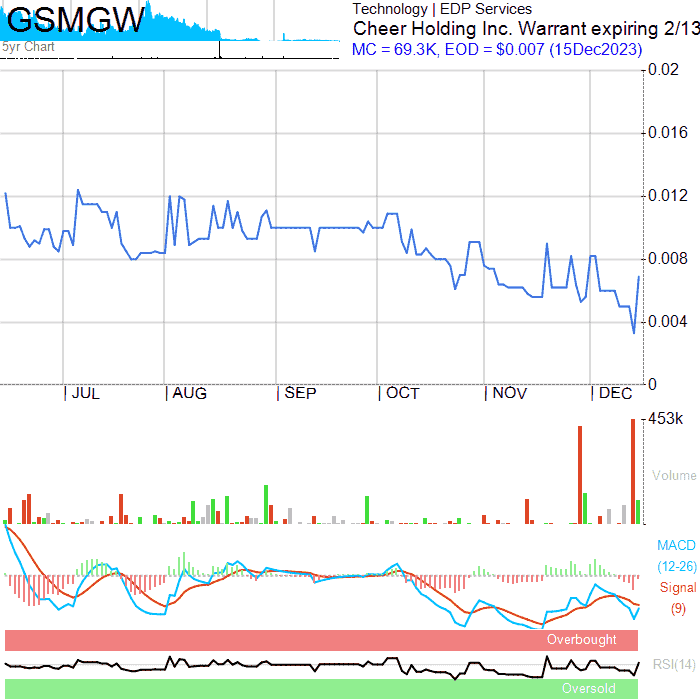 GSMGW
5yr Chart
Technology | EDP Services
Cheer Holding Inc. Warrant expiring 2/13
MC = 69.3K, EOD = $0.007 (15Dec2023)
0.02
0.016
0.012
0.008
0.004
0
| JUL | AUG | SEP | OCT | NOV | DEC
453k
Volume
MACD
(12-26)
Signal
(9)
Overbought
RSI(14)
Oversold